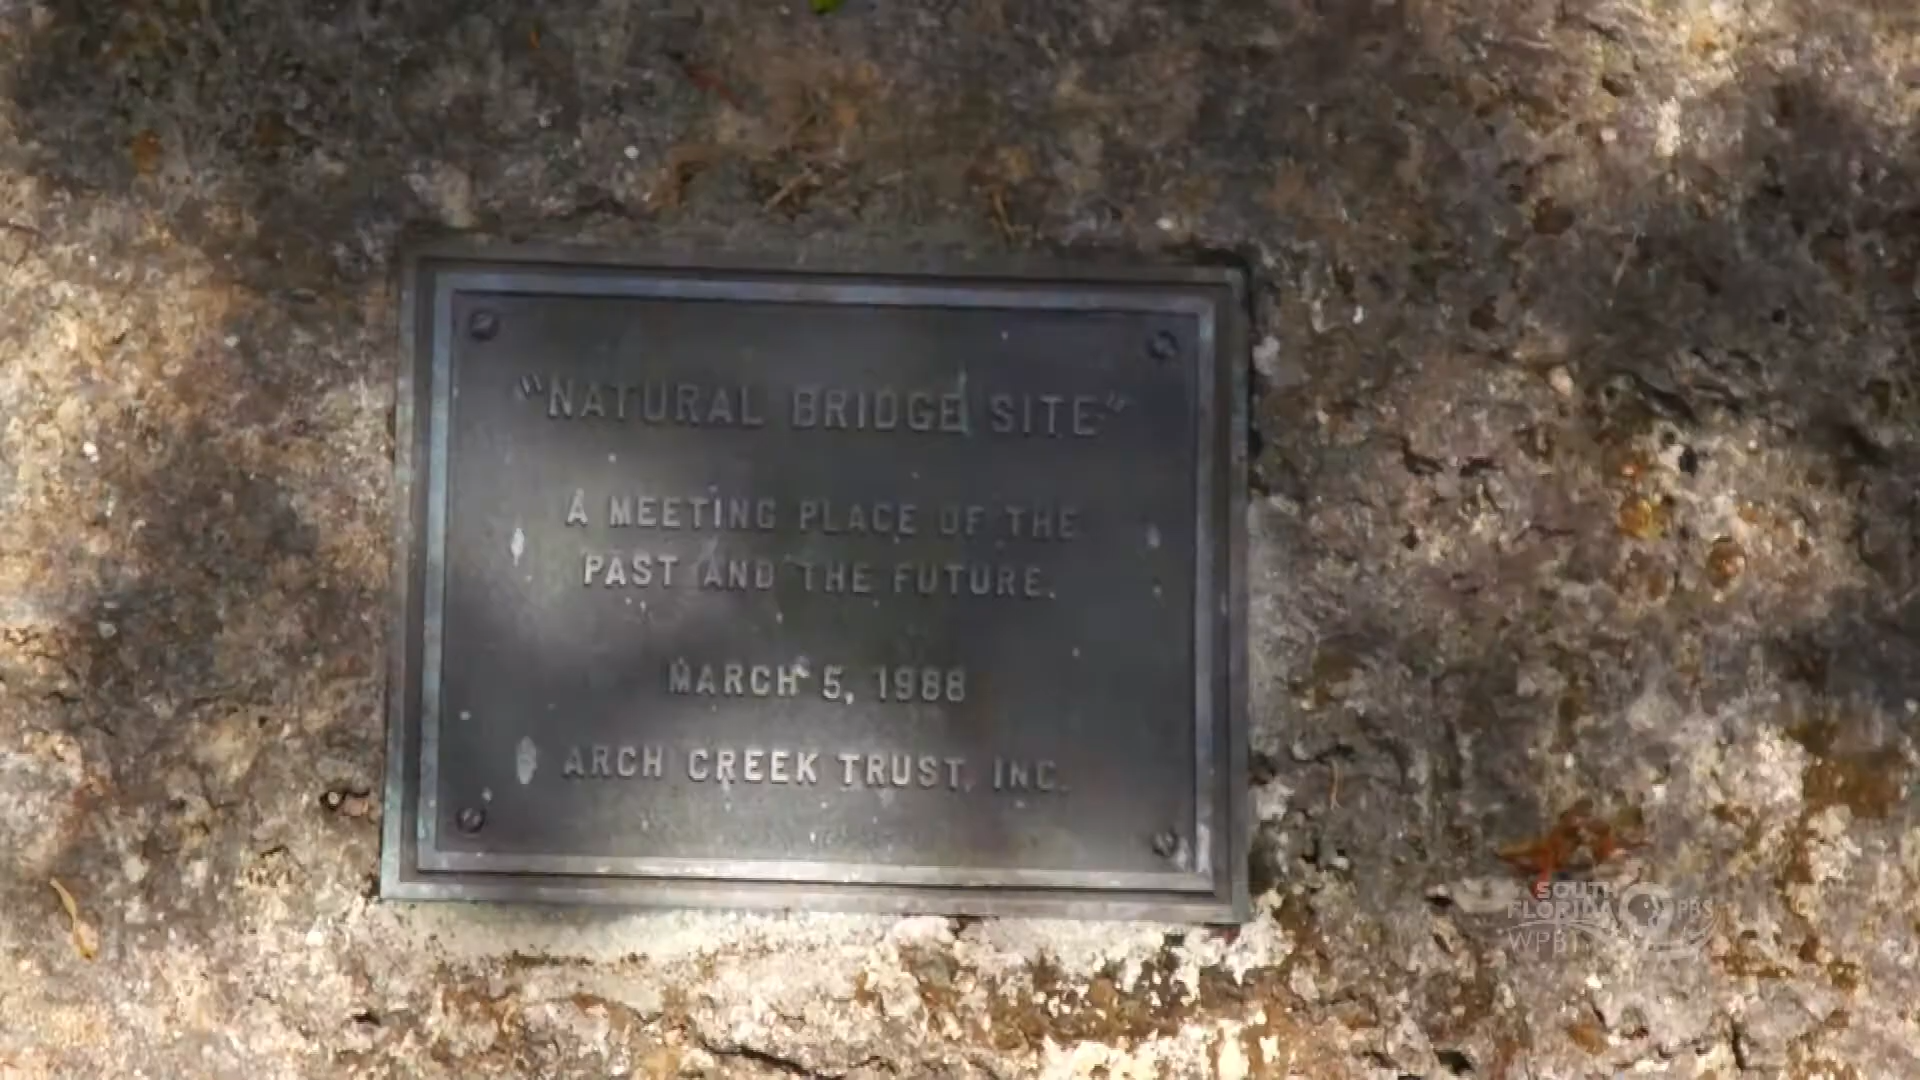 "NATURAL BRIDGE SITE"
A MEETING PLACE OF THE
PAST AND THE FUTURE.
MARCH 5, 1988
ARCH CREEK TRUST, INC.
SOUTH
FLORIDA PBS
WPBT